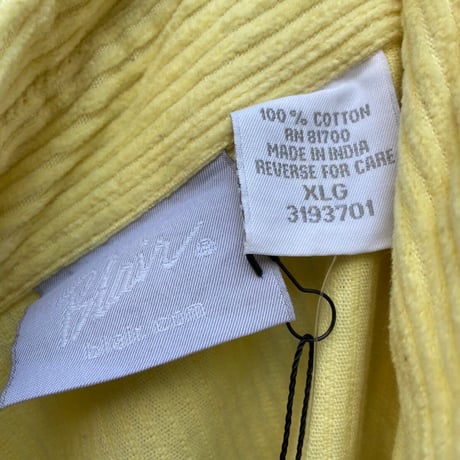 100% COTTON
RN 81700
MADE IN INDIA
REVERSE FOR CARE
XLG
3193701
Blair
blair.com